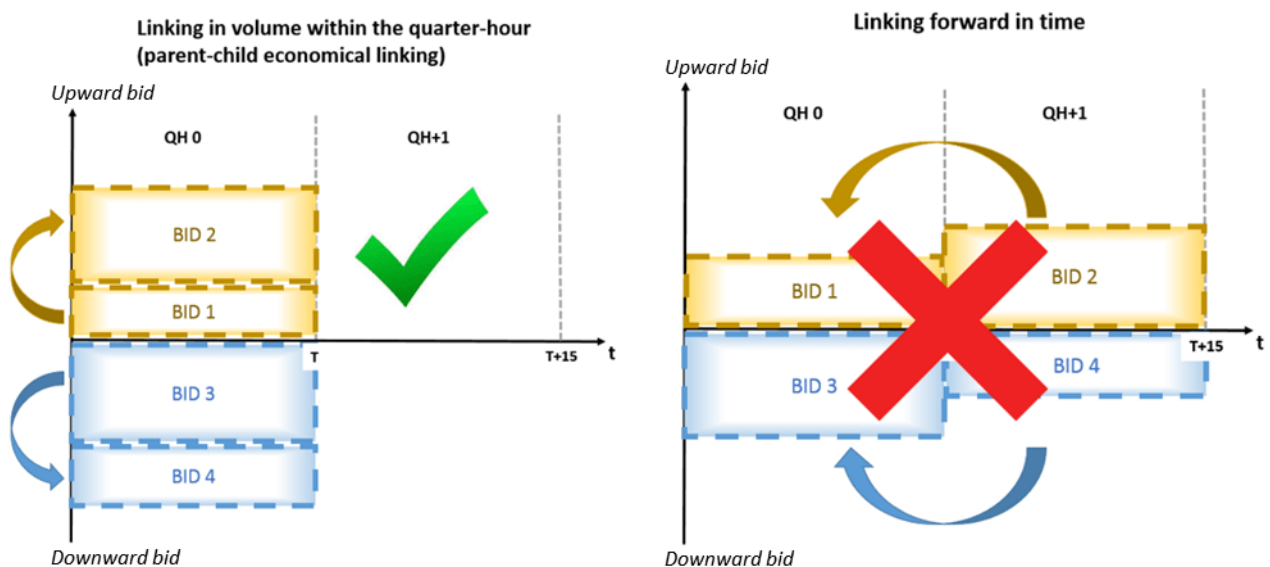 Linking in volume within the quarter-hour
(parent-child economical linking)
Upward bid
QH 0
QH+1
BID 2
BID 1
T
T+15
t
BID 3
BID 4
Downward bid
Linking forward in time
Upward bid
QH 0
QH+1
BID 1
BID 2
T+15
t
BID 3
BID 4
Downward bid